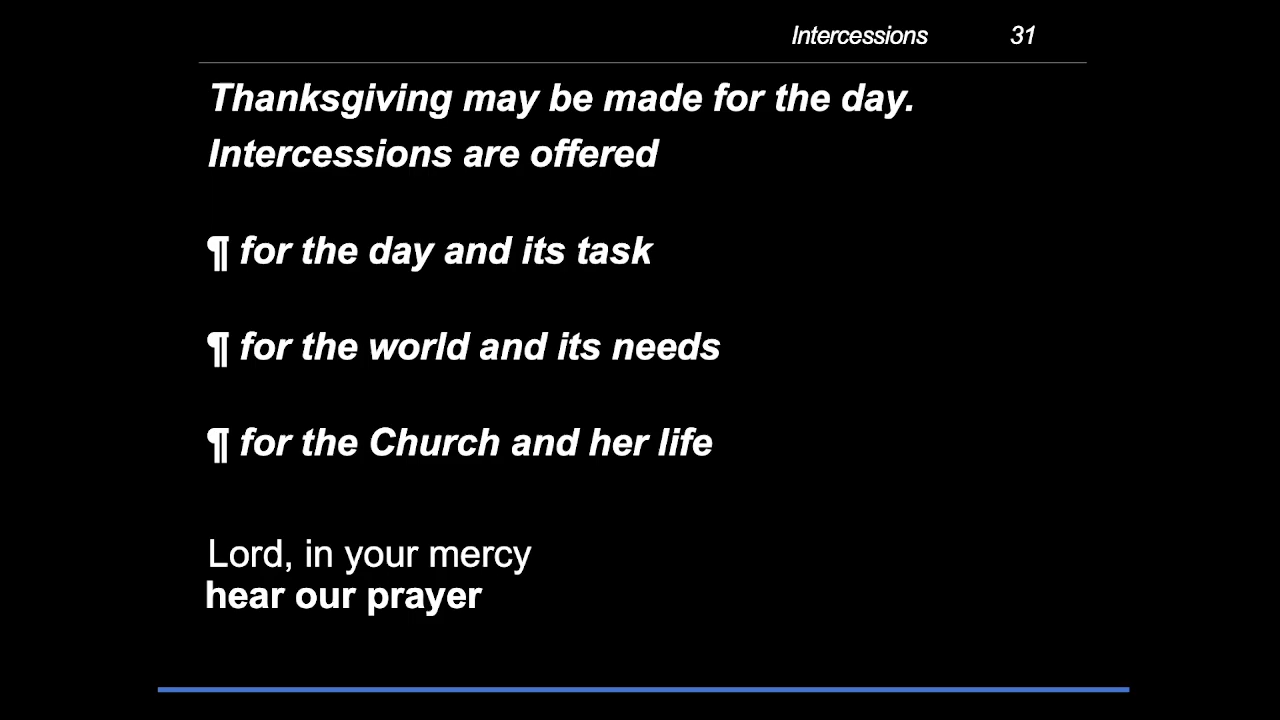 Intercessions 31
Thanksgiving may be made for the day.
Intercessions are offered
¶ for the day and its task
¶ for the world and its needs
¶ for the Church and her life
Lord, in your mercy
hear our prayer